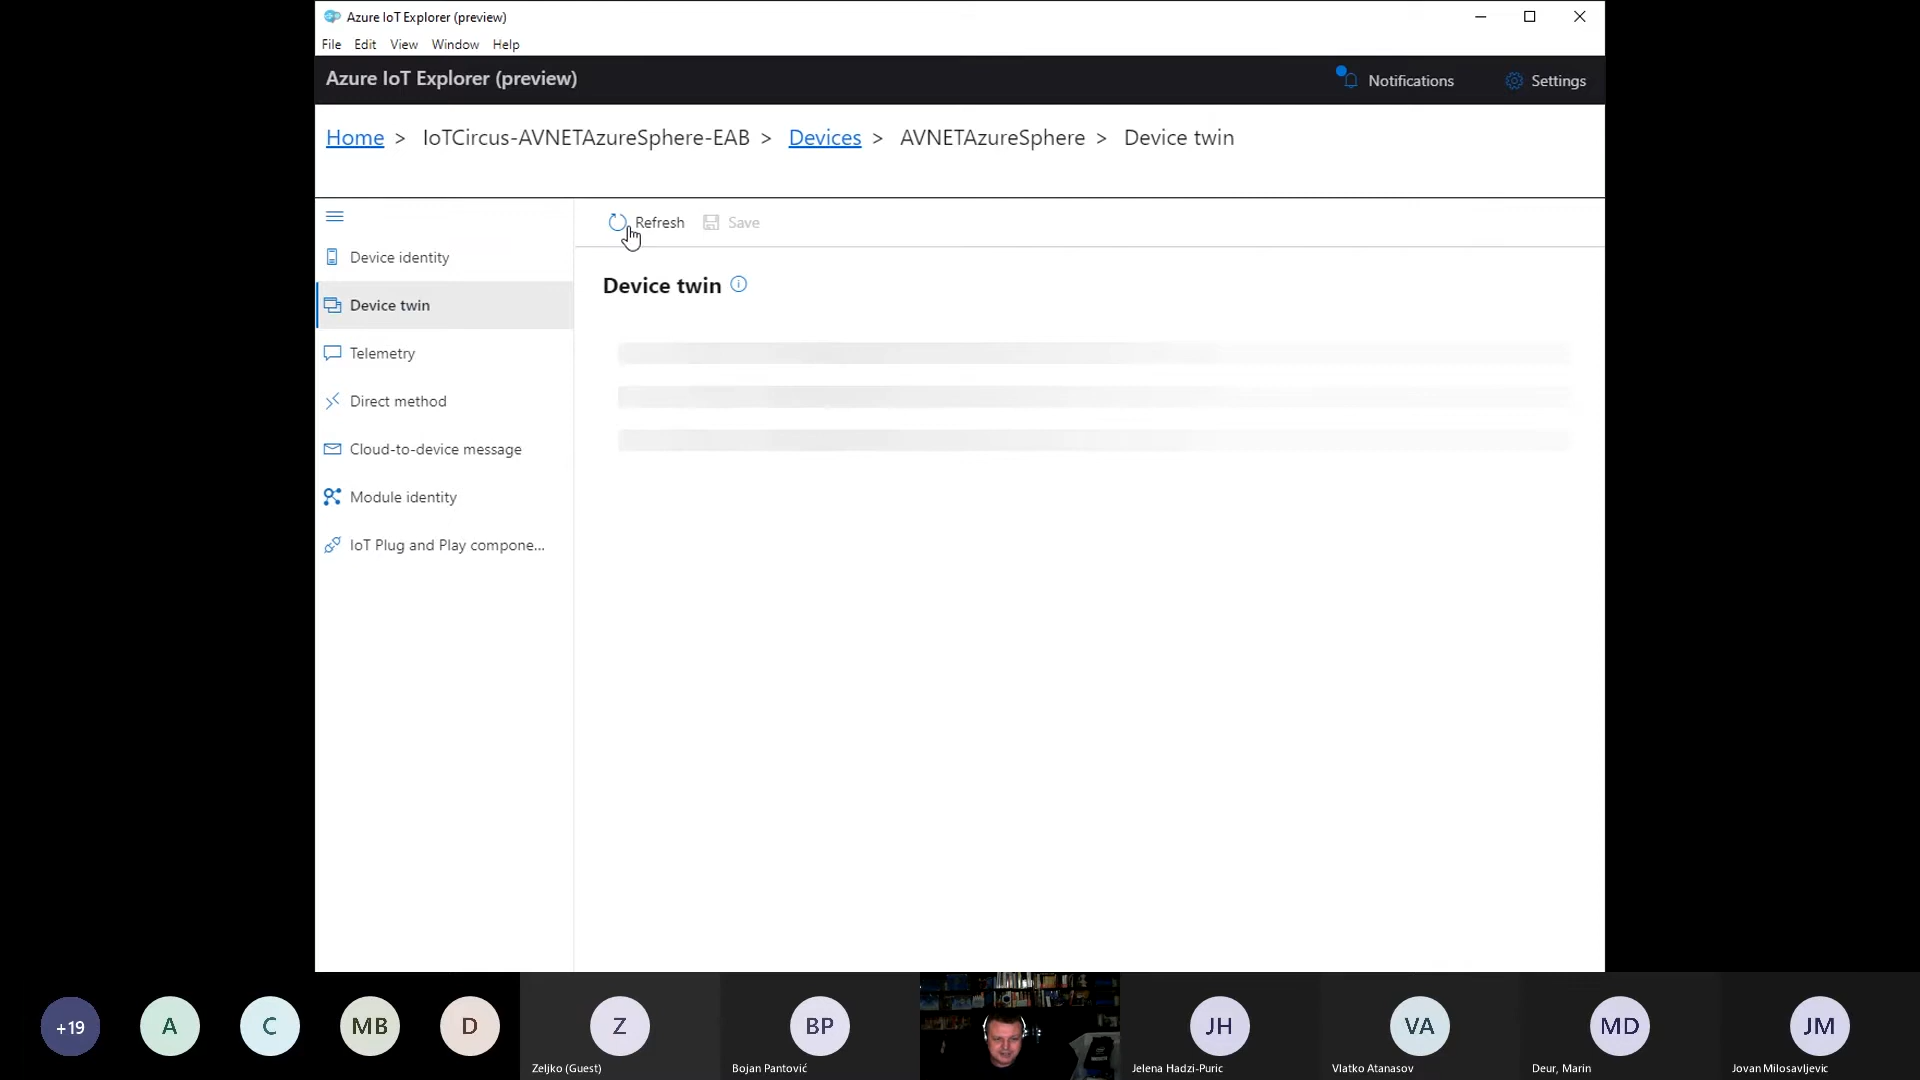 Azure IoT Explorer (preview)
File Edit View Window Help
Azure IoT Explorer (preview)
Notifications
Settings
Home > IoTCircus-AVNETAzureSphere-EAB > Devices > AVNETAzureSphere > Device twin
Refresh
Save
Device identity
Device twin
Telemetry
Direct method
Cloud-to-device message
Module identity
IoT Plug and Play compone...
Device twin
+19
A
C
MB
D
Z
BP
JH
VA
MD
JM
Zeljko (Guest)
Bojan Pantović
Jelena Hadzi-Puric
Vlatko Atanasov
Deur, Marin
Jovan Milosavljevic